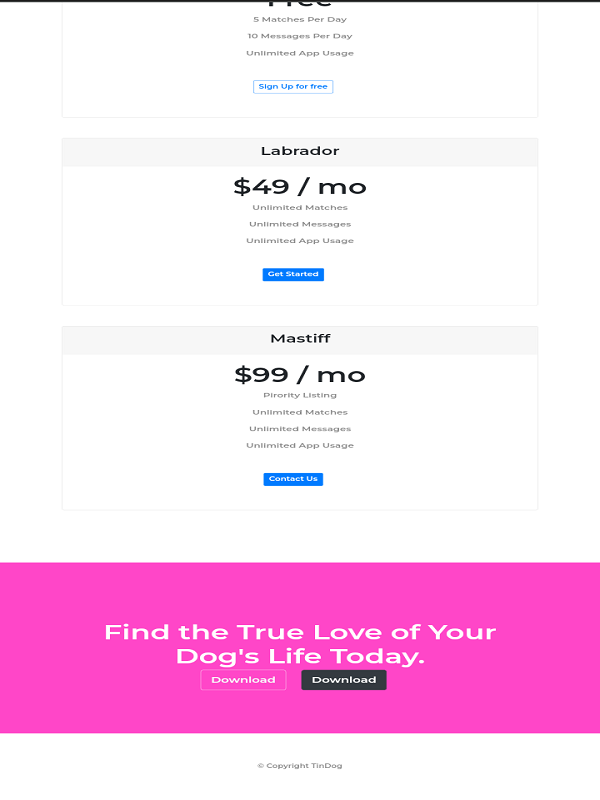 Free
5 Matches Per Day
10 Messages Per Day
Unlimited App Usage
Sign Up for free
Labrador
$49 / mo
Unlimited Matches
Unlimited Messages
Unlimited App Usage
Get Started
Mastiff
$99 / mo
Pirority Listing
Unlimited Matches
Unlimited Messages
Unlimited App Usage
Contact Us
Find the True Love of Your
Dog's Life Today.
Download Download
© Copyright TinDog